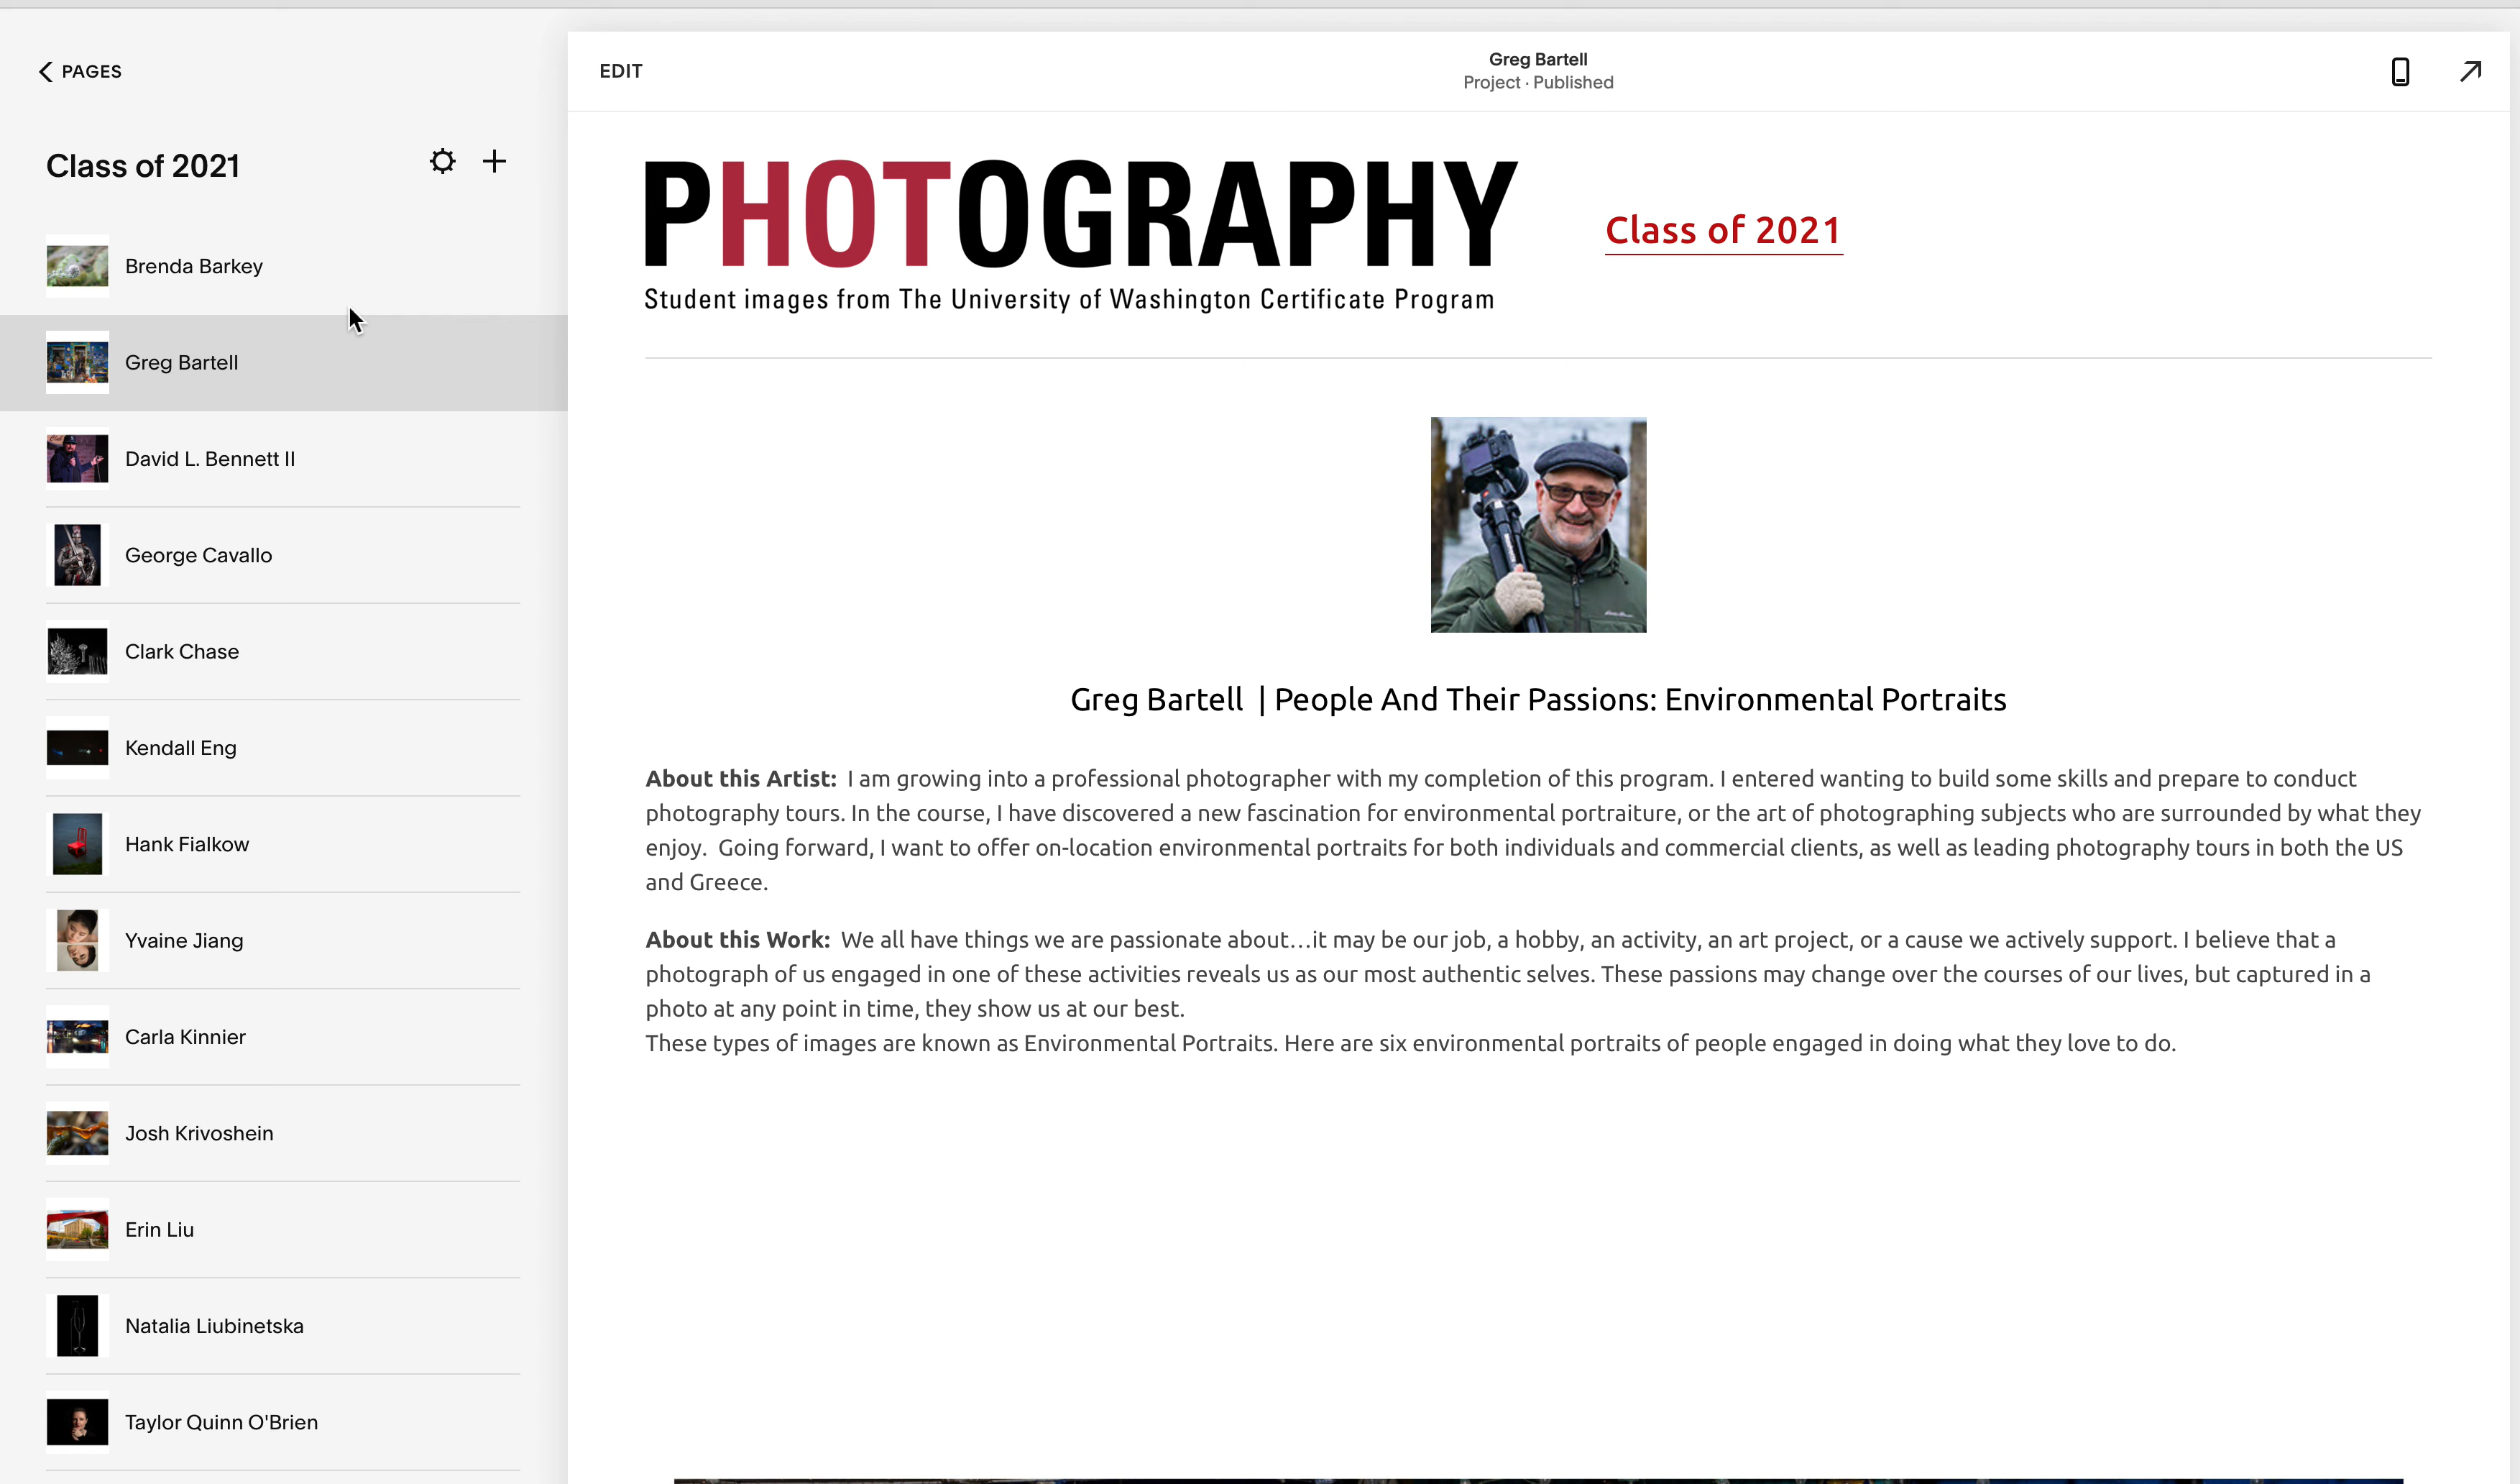 PAGES
Class of 2021
Brenda Barkey
Greg Bartell
David L. Bennett II
George Cavallo
Clark Chase
Kendall Eng
Hank Fialkow
Yvaine Jiang
Carla Kinnier
Josh Krivoshein
Erin Liu
Natalia Liubinetska
Taylor Quinn O'Brien
EDIT
Greg Bartell
Project · Published
PHOTOGRAPHY
Student images from The University of Washington Certificate Program
Class of 2021
Greg Bartell | People And Their Passions: Environmental Portraits
About this Artist: I am growing into a professional photographer with my completion of this program. I entered wanting to build some skills and prepare to conduct
photography tours. In the course, I have discovered a new fascination for environmental portraiture, or the art of photographing subjects who are surrounded by what they
enjoy. Going forward, I want to offer on-location environmental portraits for both individuals and commercial clients, as well as leading photography tours in both the US
and Greece.
About this Work: We all have things we are passionate about…it may be our job, a hobby, an activity, an art project, or a cause we actively support. I believe that a
photograph of us engaged in one of these activities reveals us as our most authentic selves. These passions may change over the courses of our lives, but captured in a
photo at any point in time, they show us at our best.
These types of images are known as Environmental Portraits. Here are six environmental portraits of people engaged in doing what they love to do.